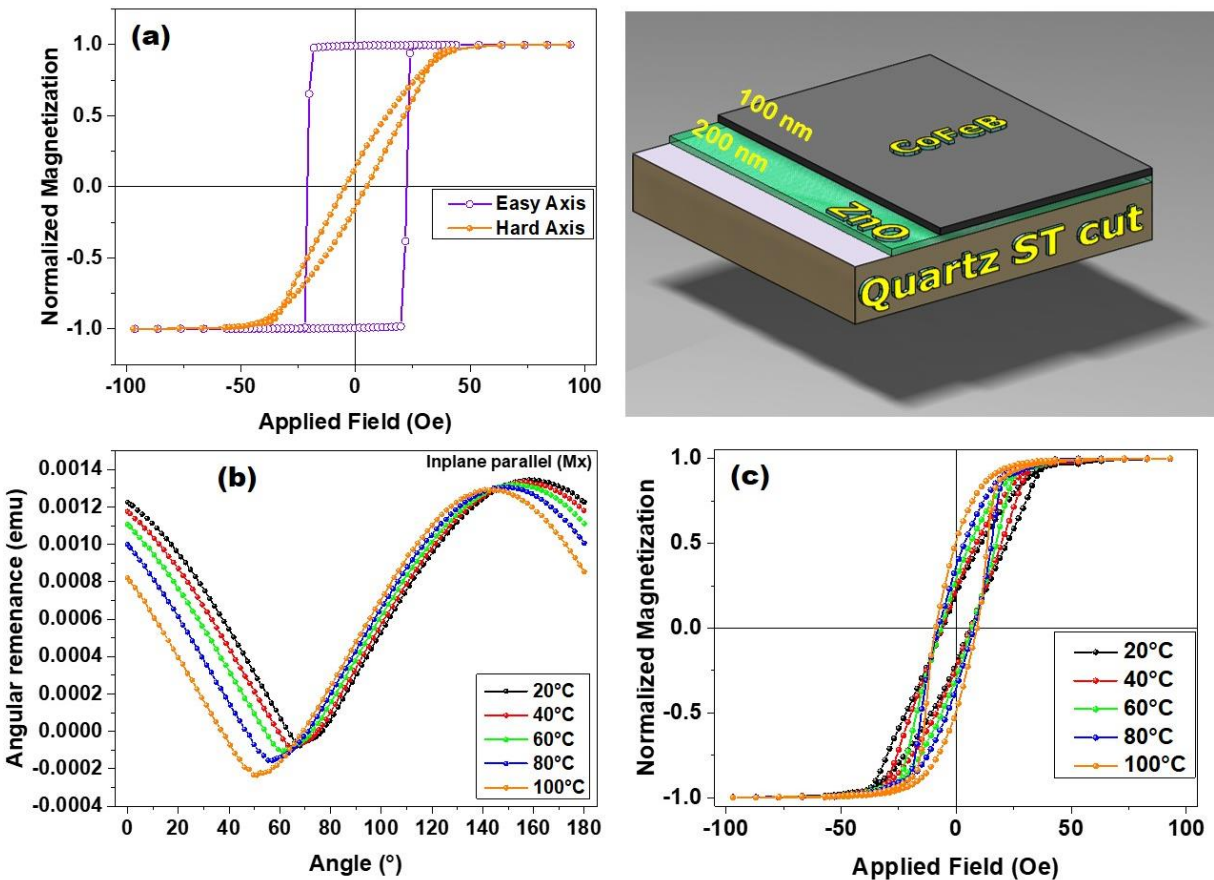 (a)
Normalized Magnetization
1.0
0.5
0.0
-0.5
-1.0
Easy Axis
Hard Axis
-100
-50
0
50
100
Applied Field (Oe)
100 nm
200 nm
CoFeB
ZnO
Quartz ST cut
(b)
Inplane parallel (Mx)
Angular remenance (emu)
0.0014
0.0012
0.0010
0.0008
0.0006
0.0004
0.0002
0.0000
-0.0002
-0.0004
20°C
40°C
60°C
80°C
100°C
0
20
40
60
80
100
120
140
160
180
Angle (°)
(c)
Normalized Magnetization
1.0
0.5
0.0
-0.5
-1.0
20°C
40°C
60°C
80°C
100°C
-100
-50
0
50
100
Applied Field (Oe)